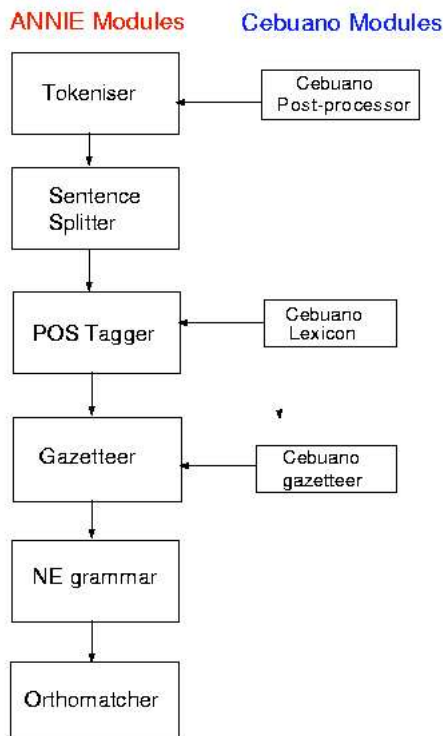 ANNIE Modules
Cebuano Modules
Tokeniser
Cebuano
Post-processor
Sentence
Splitter
POS Tagger
Cebuano
Lexicon
Gazetteer
Cebuano
gazetteer
NE grammar
Orthomatcher